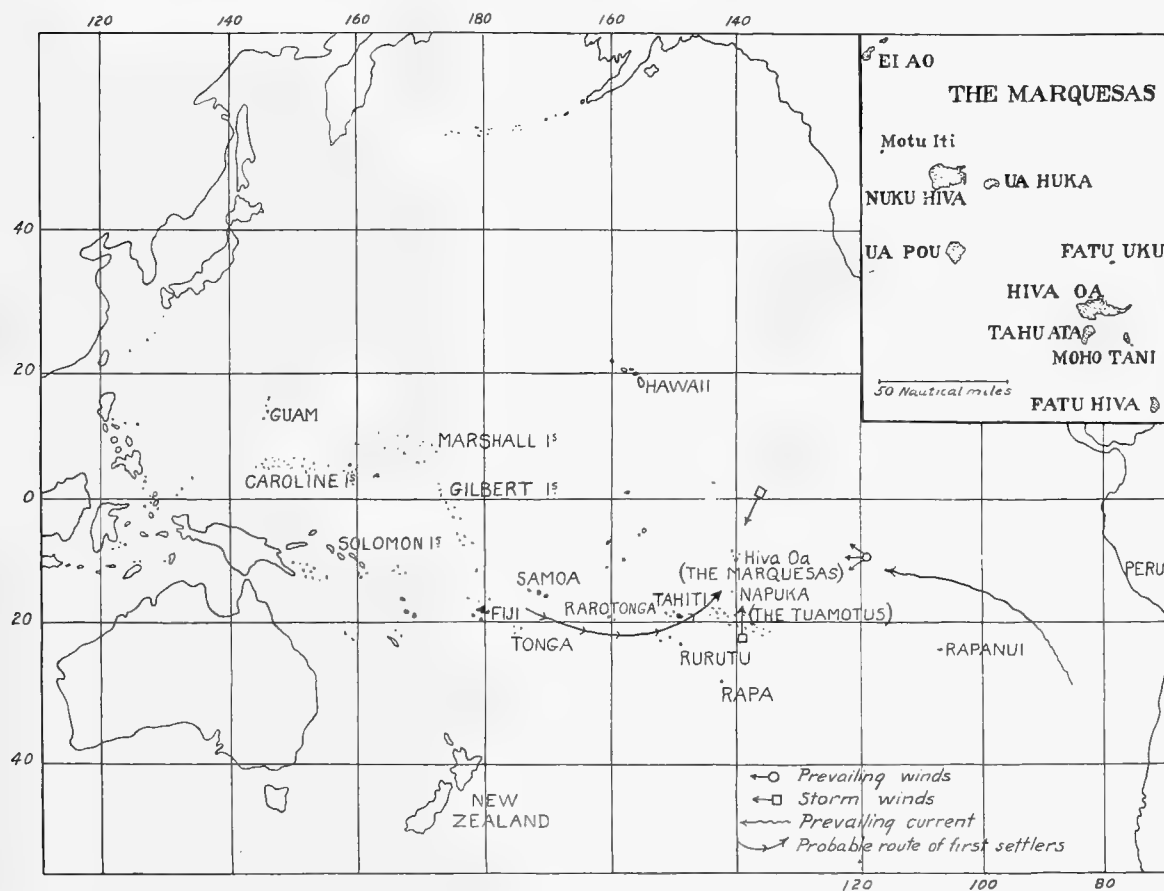 120 140 160 180 160 140
EI AO
THE MARQUESAS
Motu Iti
NUKU HIVA
UA HUKA
UA POU
FATU UKU
HIVA OA
TAHUATA
MOHO TANI
50 Nautical miles
FATU HIVA
40
20
HAWAII
GUAM
MARSHALL Is
CAROLINE Is
GILBERT Is
0
SOLOMON Is
Hiva Oa
(THE MARQUESAS)
PERU
SAMOA
NAPUKA
RAROTONGA
TAHITI
(THE TUAMOTUS)
20
FIJI
TONGA
RURUTU
RAPANUI
RAPA
40
NEW
ZEALAND
Prevailing winds
Storm winds
Prevailing current
Probable route of first settlers
120 100 80